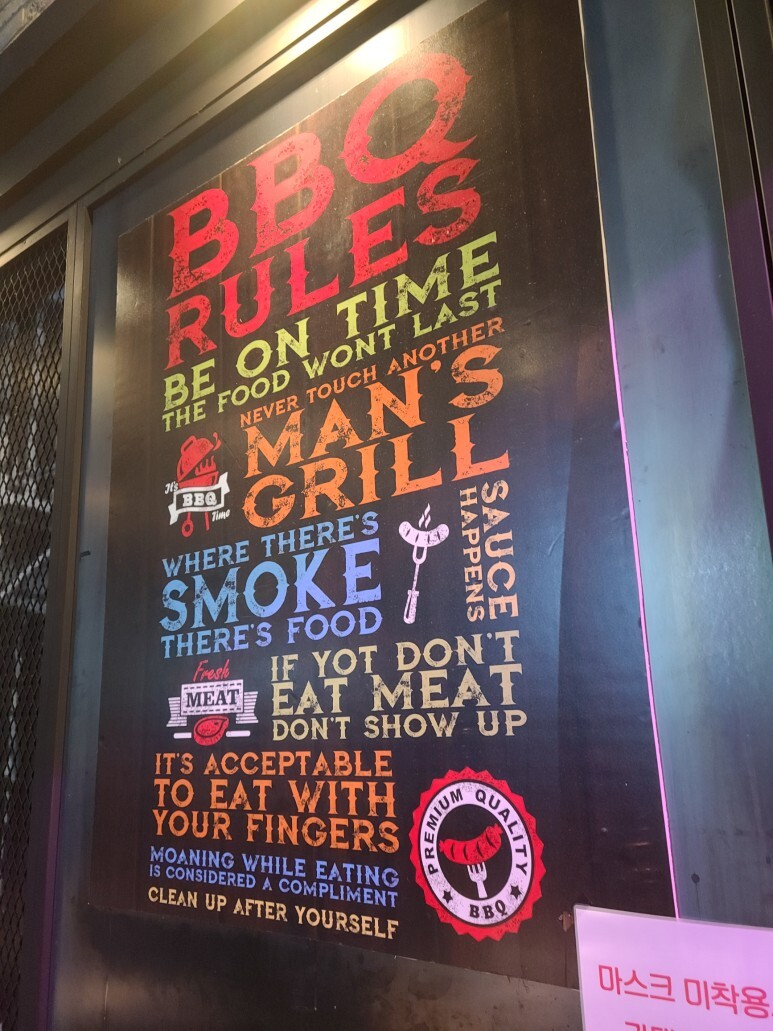 BBQ
RULES
BE ON TIME
THE FOOD WONT LAST
NEVER TOUCH ANOTHER
MAN'S
GRILL
It's
BBQ
Time
WHERE THERE'S
SMOKE
THERE'S FOOD
SAUCE
HAPPENS
Fresh
MEAT
IF YOT DON'T
EAT MEAT
DON'T SHOW UP
IT'S ACCEPTABLE
TO EAT WITH
YOUR FINGERS
MOANING WHILE EATING
IS CONSIDERED A COMPLIMENT
CLEAN UP AFTER YOURSELF
PREMIUM QUALITY
BBQ
마스크 미착용